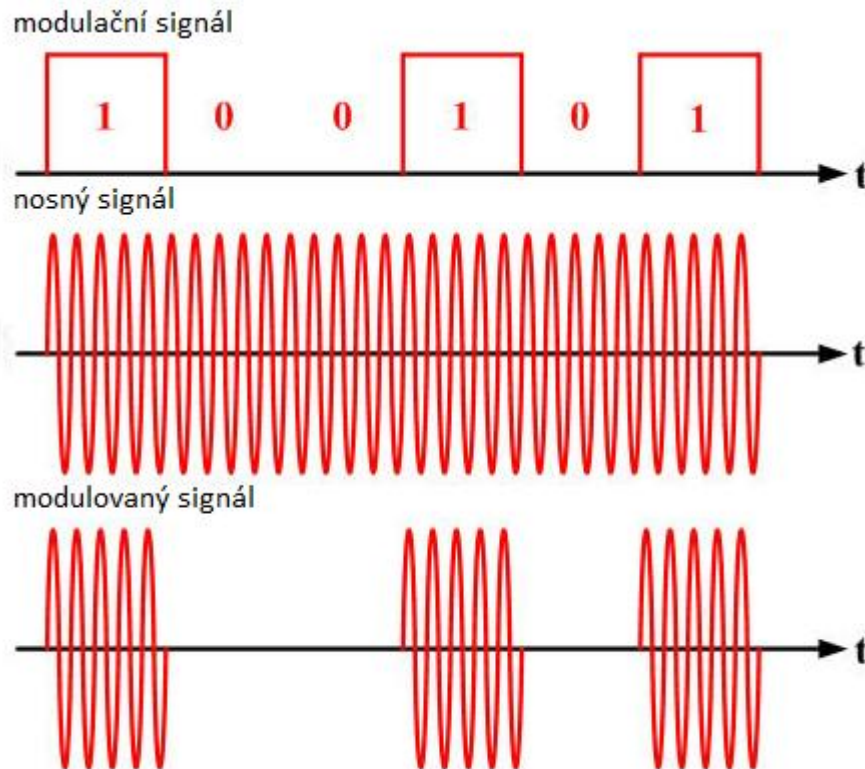 modulační signál
1 0 0 1 0 1
t
nosný signál
t
modulovaný signál
t